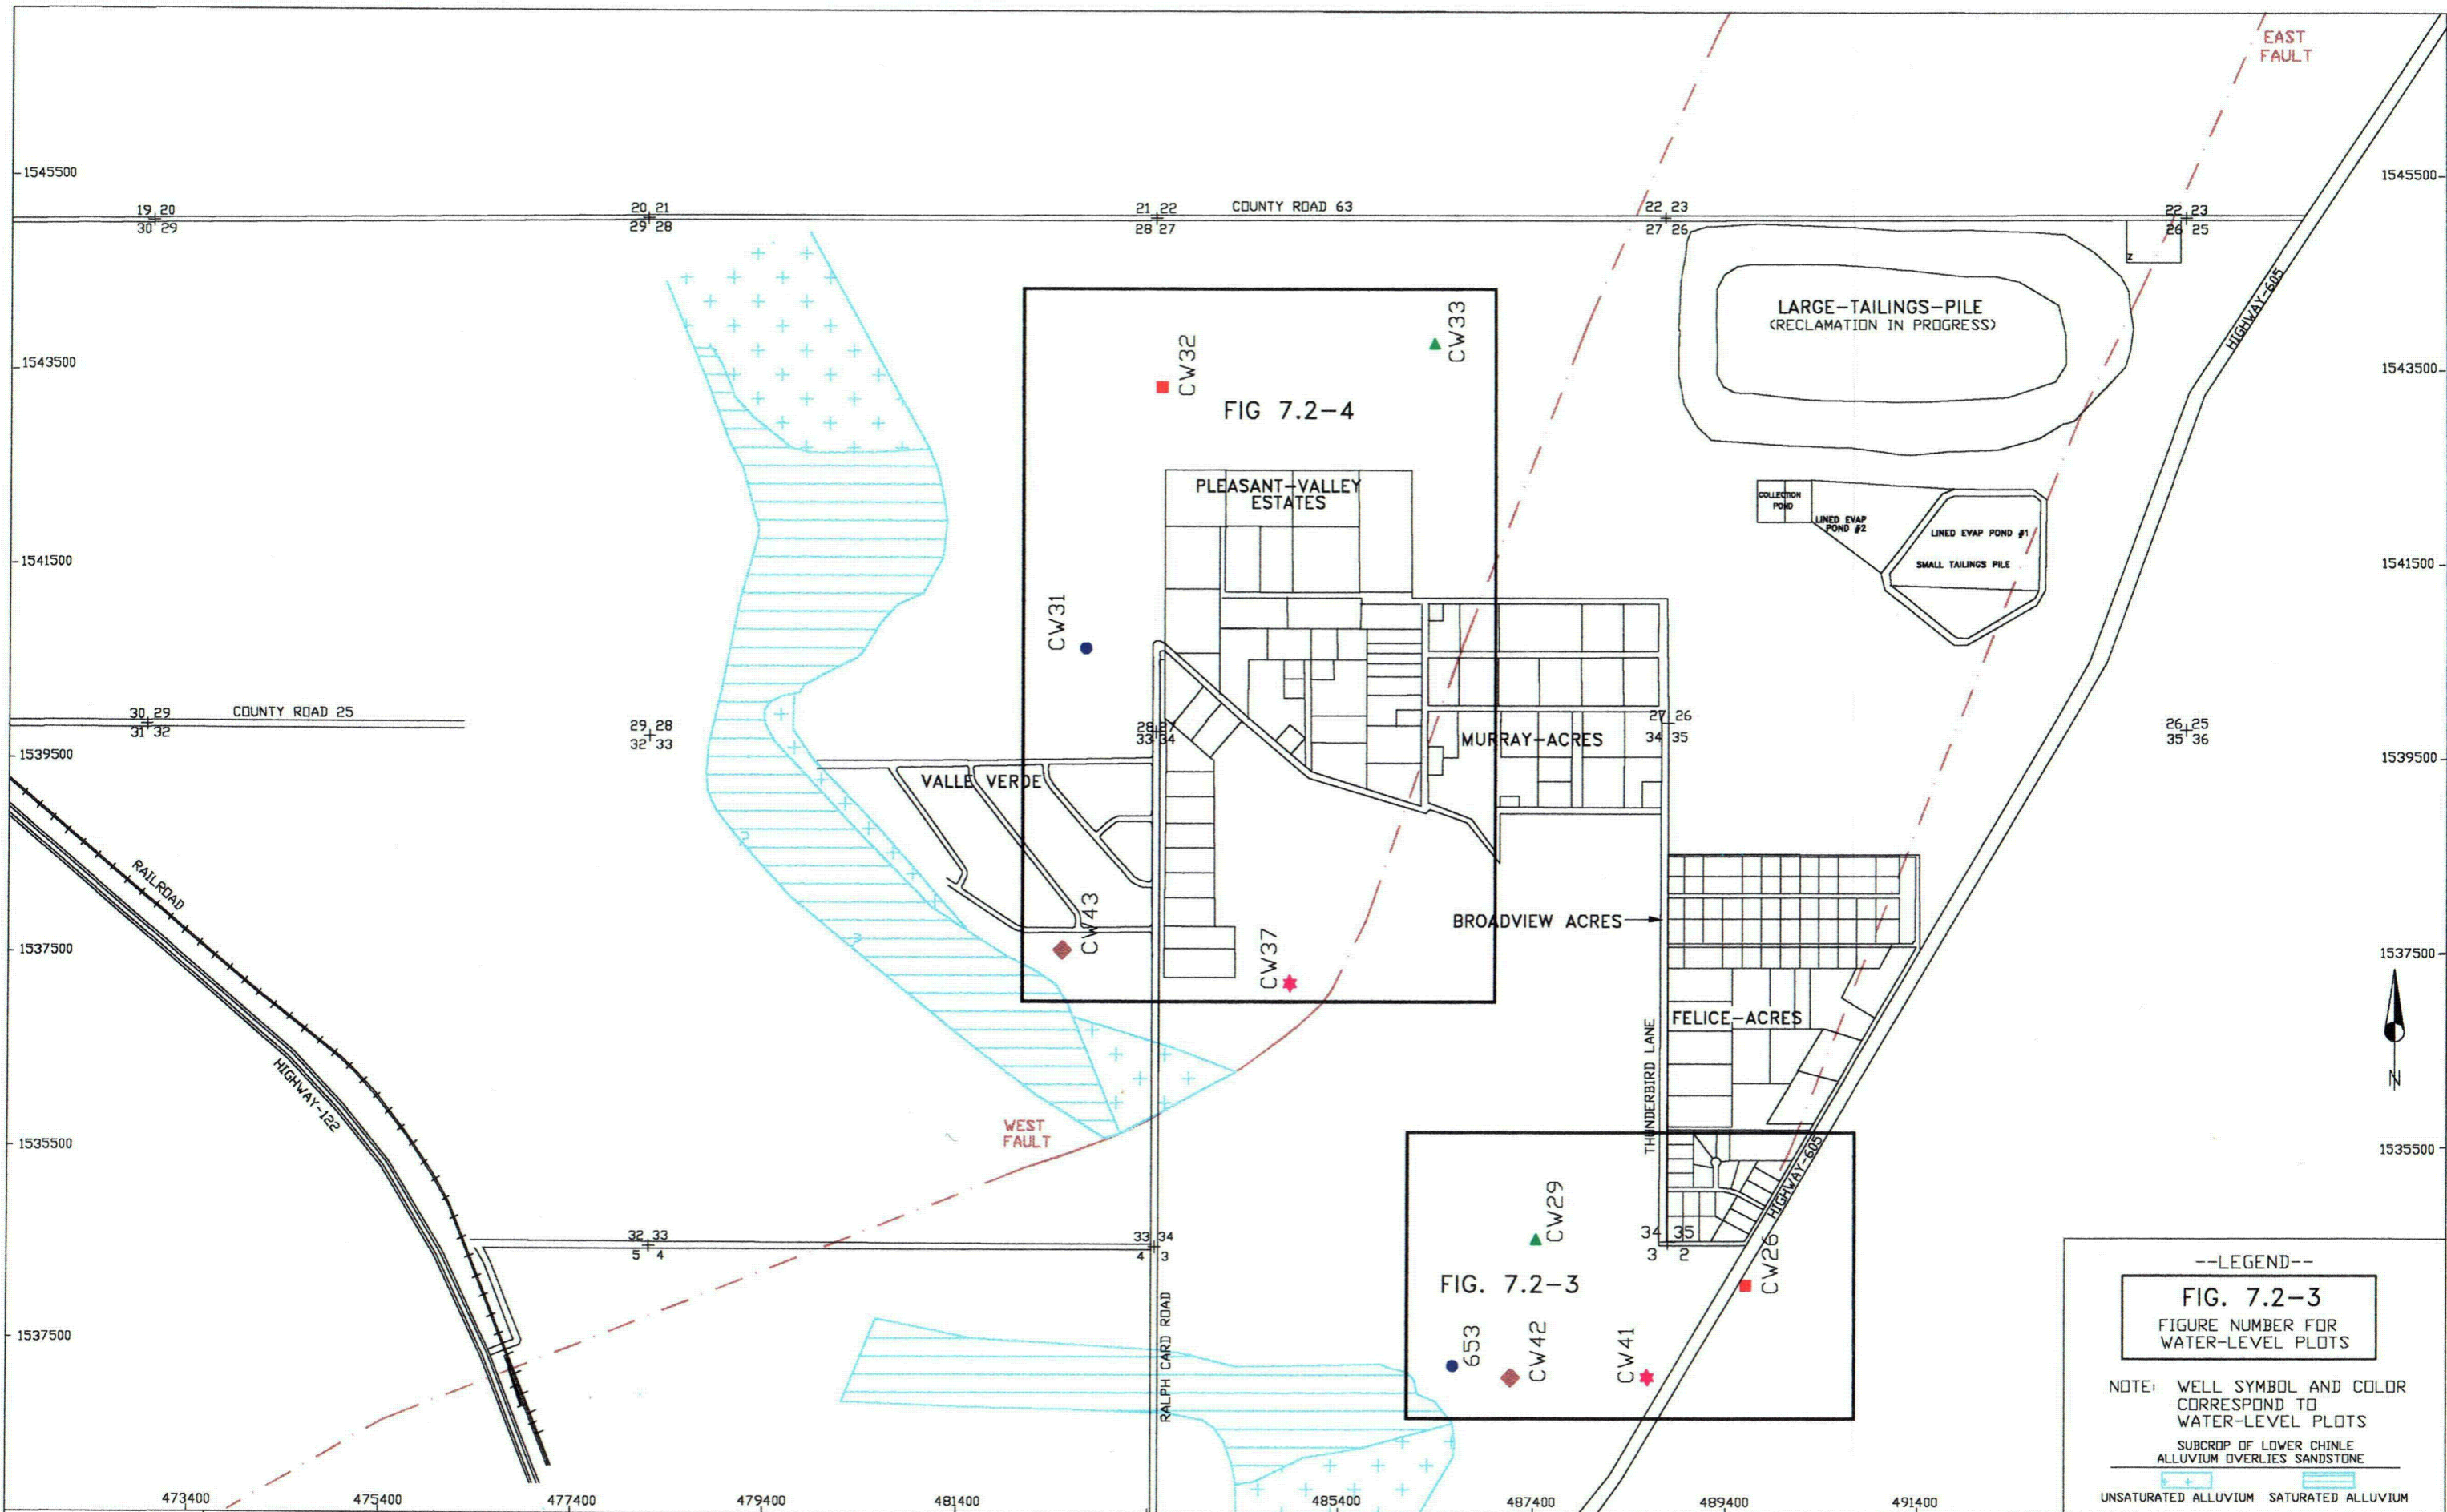 EAST
FAULT
1545500
1545500
19 20
30 29
20 21
29 28
21 22
28 27
COUNTY ROAD 63
22 23
27 26
22 23
26 25
z
HIGHWAY-605
LARGE-TAILINGS-PILE
(RECLAMATION IN PROGRESS)
CW33
CW32
1543500
1543500
FIG 7.2-4
PLEASANT-VALLEY
ESTATES
COLLECTION
POND
LINED EVAP
POND #2
LINED EVAP POND #1
SMALL TAILINGS PILE
1541500
1541500
CW31
COUNTY ROAD 25
30 29
31 32
29 28
32 33
28 27
33 34
27 26
34 35
26 25
35 36
MURRAY-ACRES
1539500
1539500
VALLE VERDE
?
RAILROAD
CW43
BROADVIEW ACRES
?
1537500
1537500
CW37
FELICE-ACRES
N
THUNDERBIRD LANE
HIGHWAY-122
WEST
FAULT
1535500
1535500
HIGHWAY-605
CW29
32 33
5 4
33 34
4 3
34 35
3 2
CW26
FIG. 7.2-3
RALPH CARD ROAD
1537500
653
CW42
CW41
--LEGEND--
FIG. 7.2-3
FIGURE NUMBER FOR
WATER-LEVEL PLOTS
NOTE: WELL SYMBOL AND COLOR
CORRESPOND TO
WATER-LEVEL PLOTS
SUBCROP OF LOWER CHINLE
ALLUVIUM OVERLIES SANDSTONE
UNSATURATED ALLUVIUM SATURATED ALLUVIUM
473400
475400
477400
479400
481400
485400
487400
489400
491400